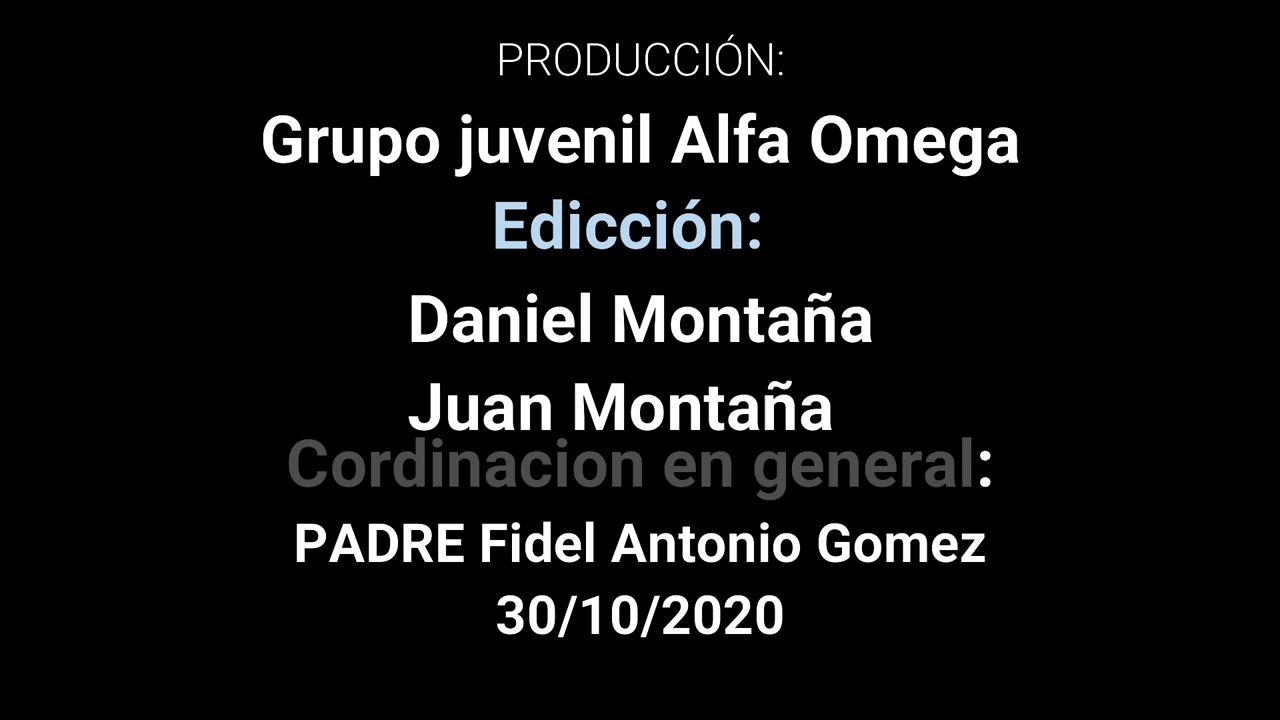 PRODUCCIÓN:
Grupo juvenil Alfa Omega
Edicción:
Daniel Montaña
Juan Montaña
Cordinacion en general:
PADRE Fidel Antonio Gomez
30/10/2020